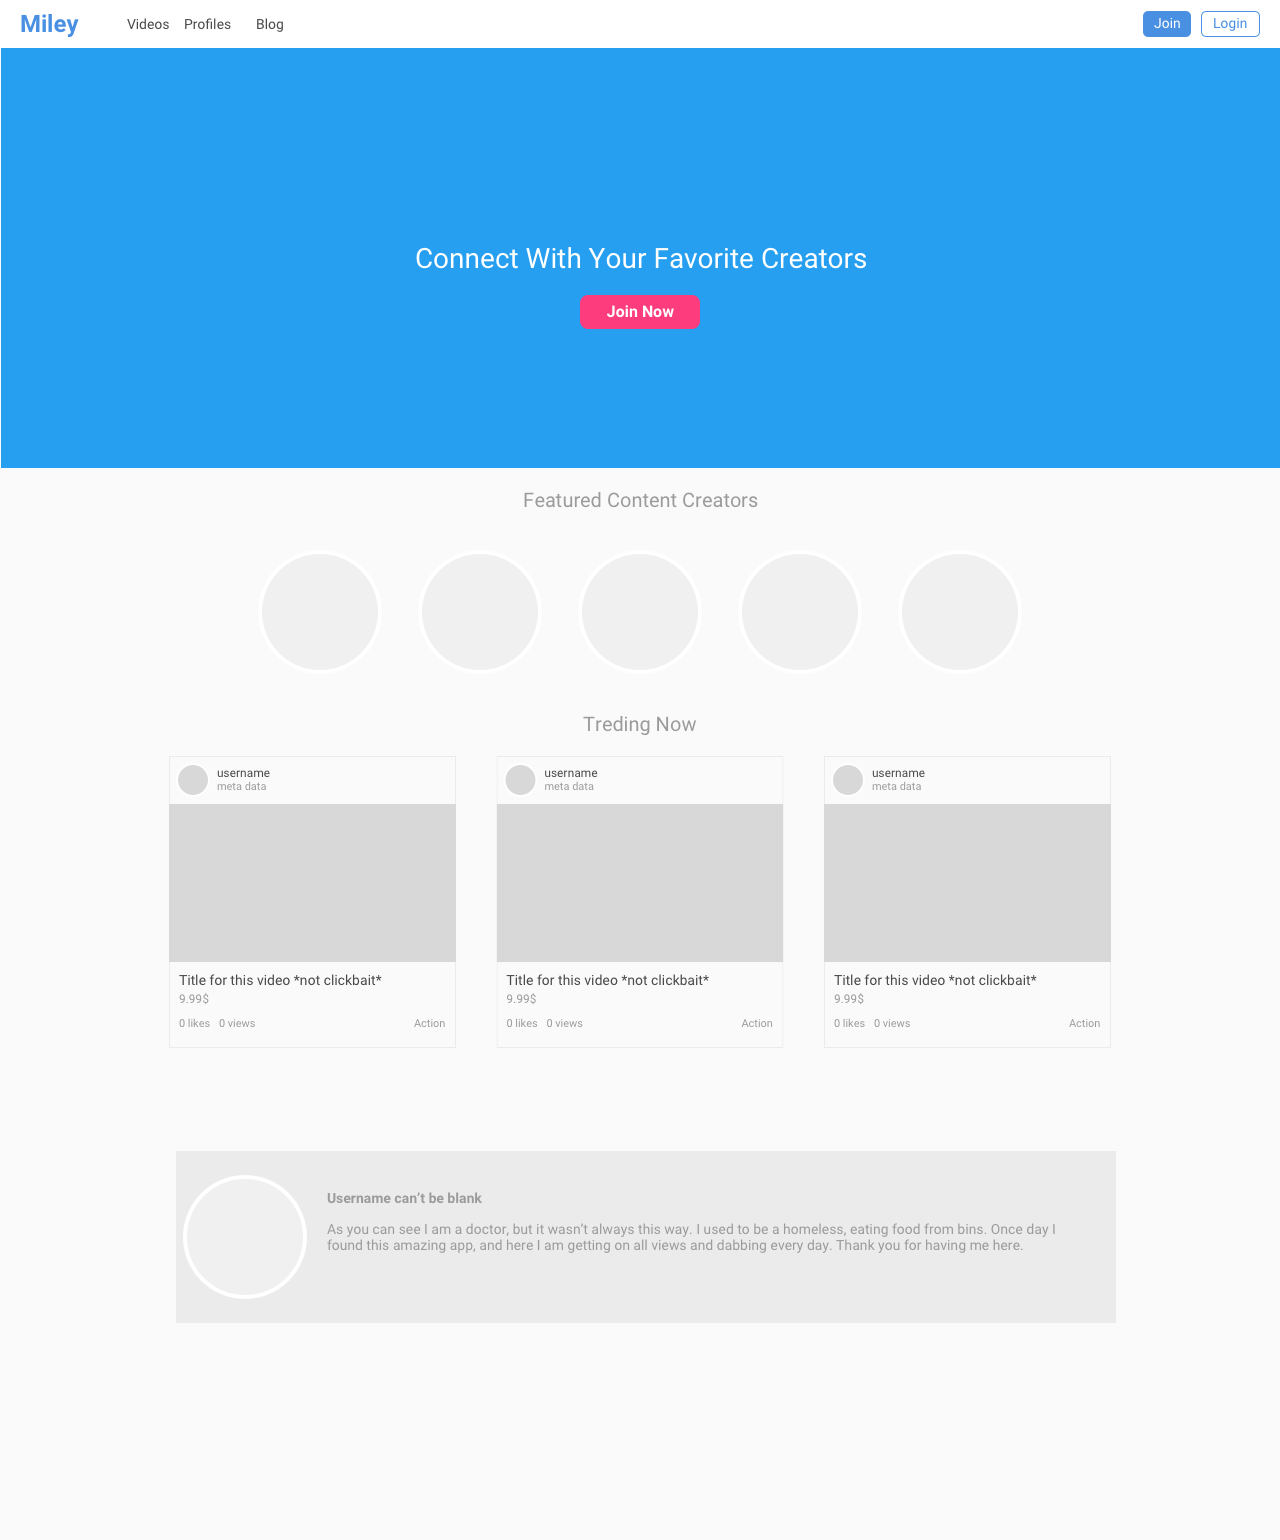 Miley Videos Profiles Blog Join Login
Connect With Your Favorite Creators
Join Now
Featured Content Creators
Treding Now
username
meta data
Title for this video *not clickbait*
9.99$
0 likes 0 views Action
username
meta data
Title for this video *not clickbait*
9.99$
0 likes 0 views Action
username
meta data
Title for this video *not clickbait*
9.99$
0 likes 0 views Action
Username can’t be blank
As you can see I am a doctor, but it wasn’t always this way. I used to be a homeless, eating food from bins. Once day I
found this amazing app, and here I am getting on all views and dabbing every day. Thank you for having me here.